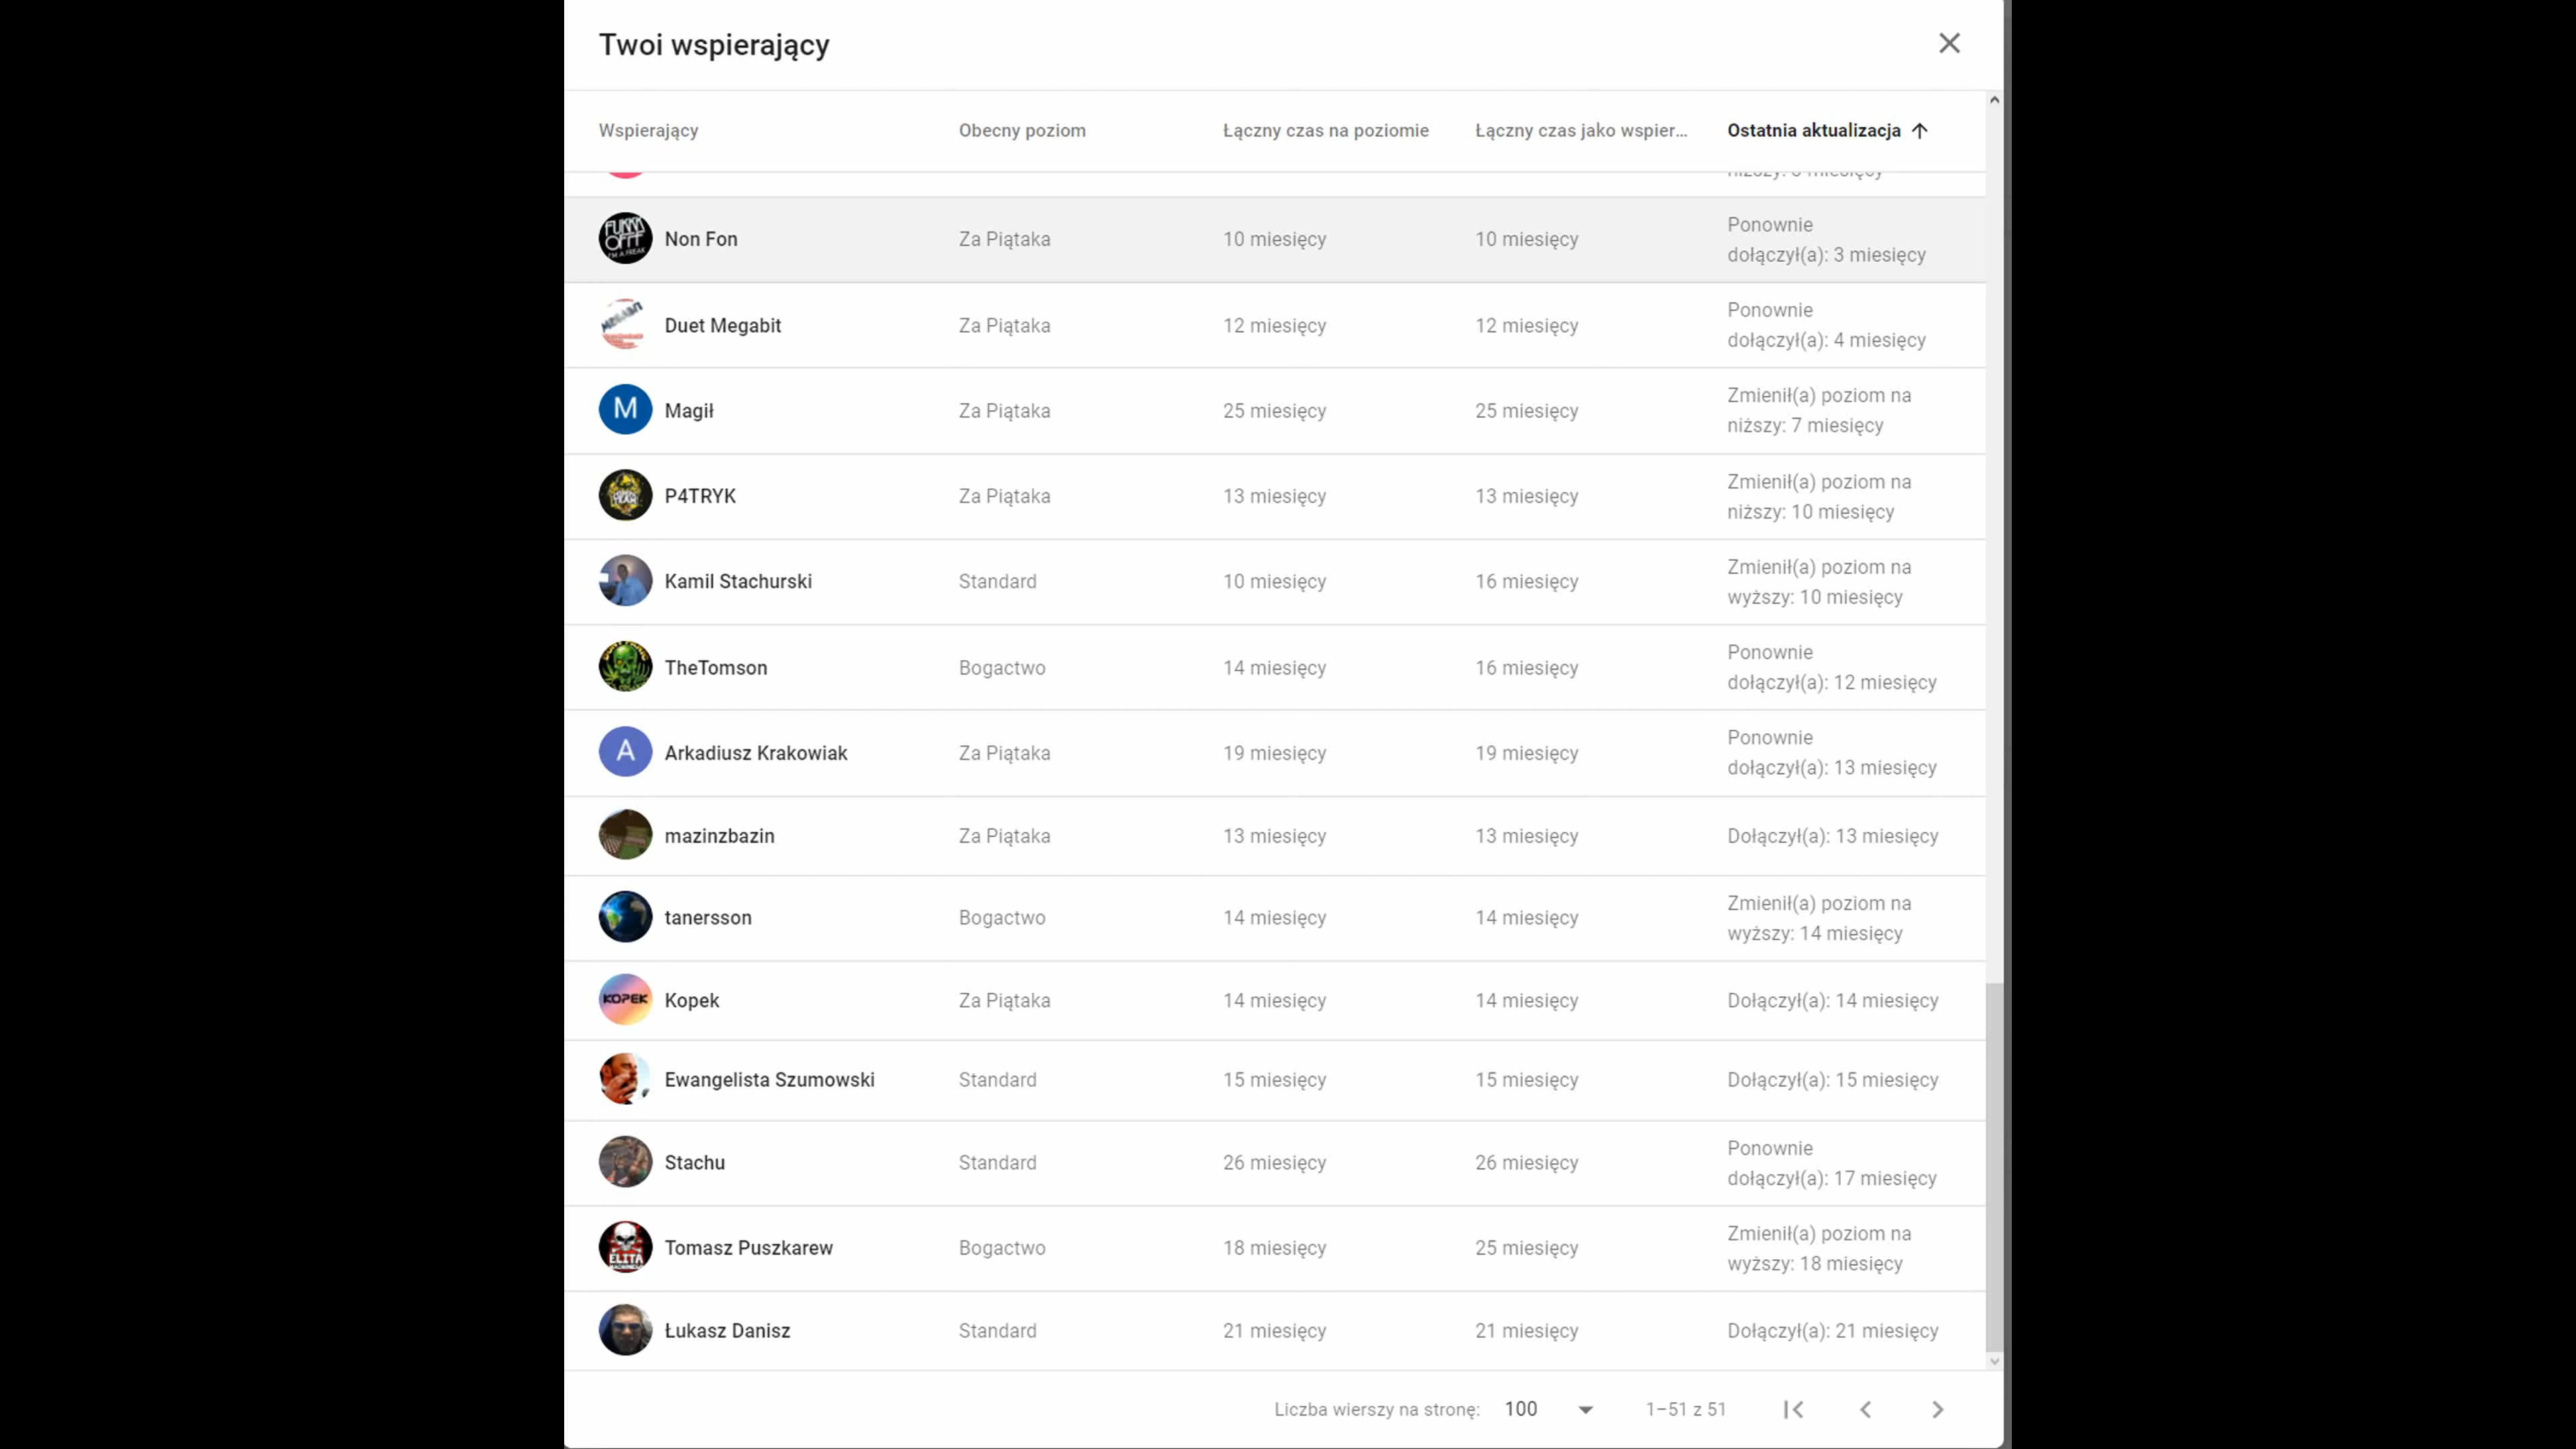 Twoi wspierający
Wspierający Obecny poziom Łączny czas na poziomie Łączny czas jako wspier... Ostatnia aktualizacja
FUKKK
OFFF
I'M A FREAK
Non Fon Za Piątaka 10 miesięcy 10 miesięcy Ponownie
dołączył(a): 3 miesięcy
MEGABIT
Duet Megabit Za Piątaka 12 miesięcy 12 miesięcy Ponownie
dołączył(a): 4 miesięcy
M
Magił Za Piątaka 25 miesięcy 25 miesięcy Zmienił(a) poziom na
niższy: 7 miesięcy
P4TRYK Za Piątaka 13 miesięcy 13 miesięcy Zmienił(a) poziom na
niższy: 10 miesięcy
Kamil Stachurski Standard 10 miesięcy 16 miesięcy Zmienił(a) poziom na
wyższy: 10 miesięcy
TheTomson Bogactwo 14 miesięcy 16 miesięcy Ponownie
dołączył(a): 12 miesięcy
A
Arkadiusz Krakowiak Za Piątaka 19 miesięcy 19 miesięcy Ponownie
dołączył(a): 13 miesięcy
mazinzbazin Za Piątaka 13 miesięcy 13 miesięcy Dołączył(a): 13 miesięcy
tanersson Bogactwo 14 miesięcy 14 miesięcy Zmienił(a) poziom na
wyższy: 14 miesięcy
KOPEK
Kopek Za Piątaka 14 miesięcy 14 miesięcy Dołączył(a): 14 miesięcy
Ewangelista Szumowski Standard 15 miesięcy 15 miesięcy Dołączył(a): 15 miesięcy
Stachu Standard 26 miesięcy 26 miesięcy Ponownie
dołączył(a): 17 miesięcy
ELITA
Tomasz Puszkarew Bogactwo 18 miesięcy 25 miesięcy Zmienił(a) poziom na
wyższy: 18 miesięcy
Łukasz Danisz Standard 21 miesięcy 21 miesięcy Dołączył(a): 21 miesięcy
Liczba wierszy na stronę: 100 1–51 z 51